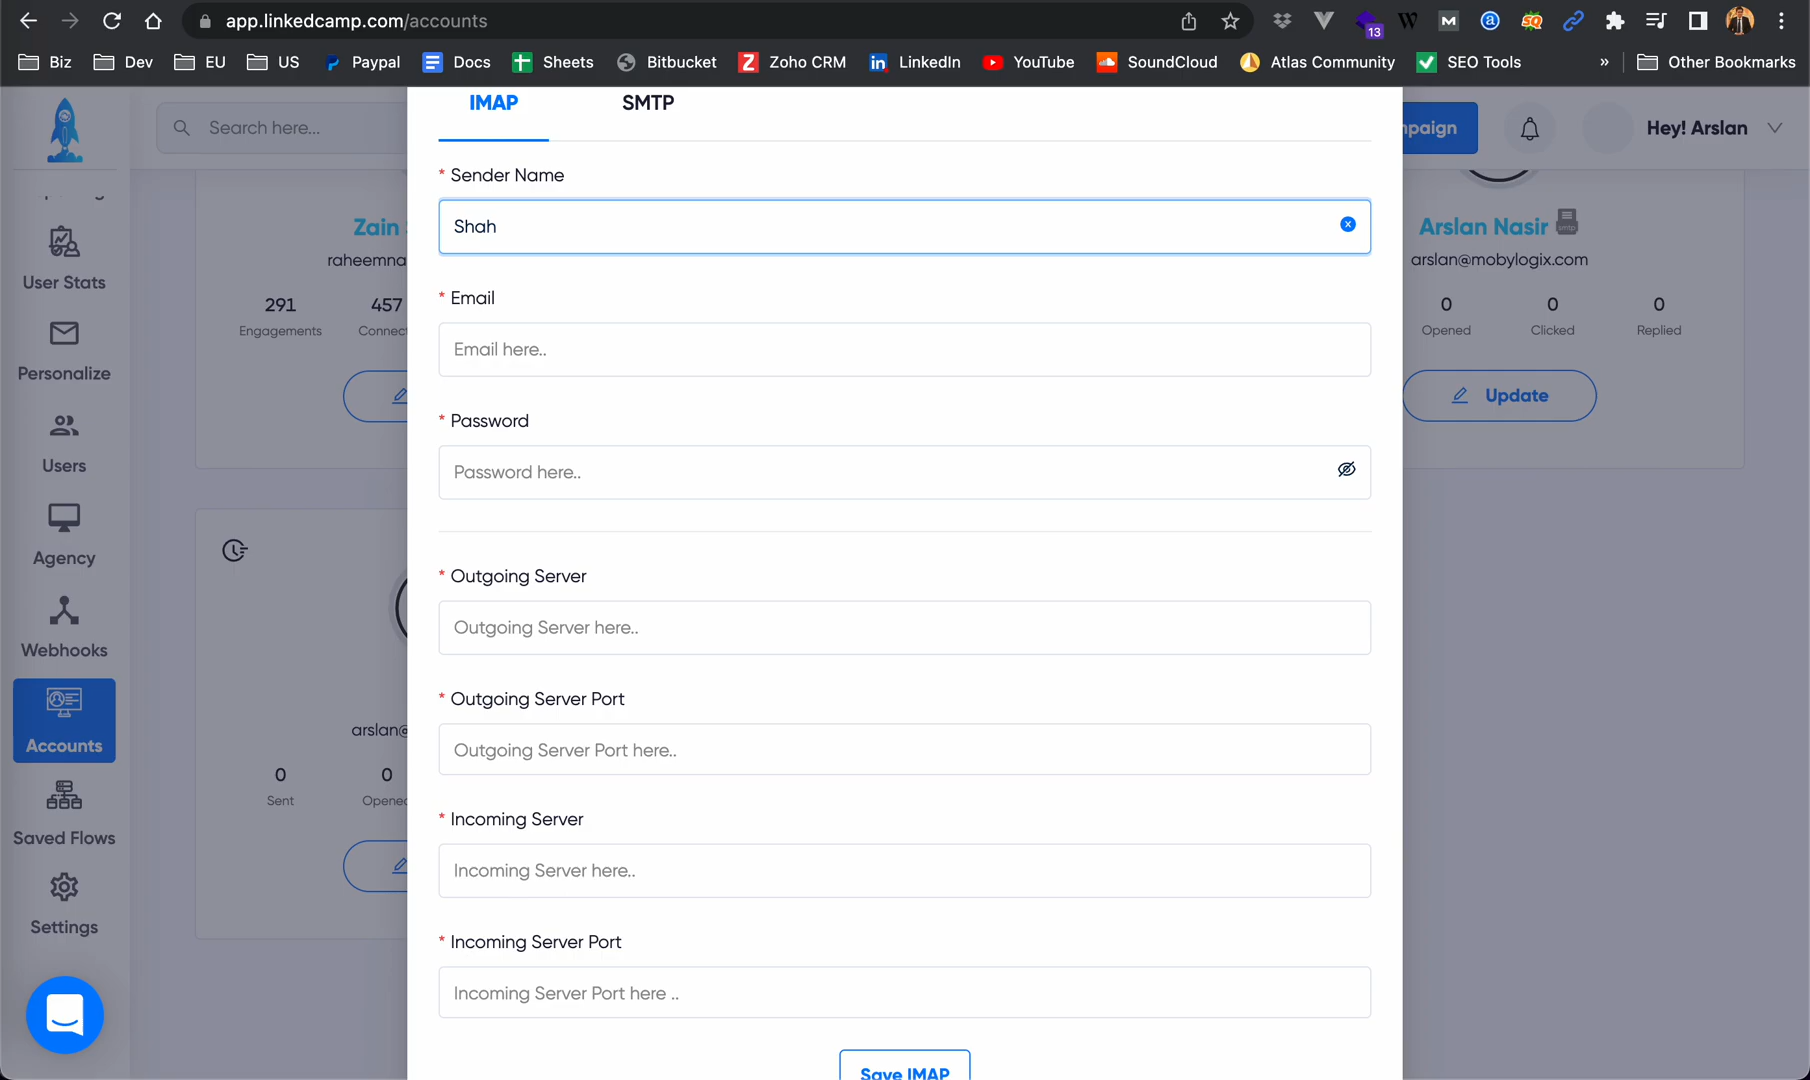 app.linkedcamp.com/accounts
13
Biz
Dev
EU
US
Paypal
Docs
Sheets
Bitbucket
Zoho CRM
LinkedIn
YouTube
SoundCloud
Atlas Community
SEO Tools
»
Other Bookmarks
Search here...
IMAP
SMTP
Hey! Arslan
* Sender Name
Shah
* Email
Email here..
* Password
Password here..
* Outgoing Server
Outgoing Server here..
* Outgoing Server Port
Outgoing Server Port here..
* Incoming Server
Incoming Server here..
* Incoming Server Port
Incoming Server Port here ..
Save IMAP
User Stats
Personalize
Users
Agency
Webhooks
Accounts
Saved Flows
Settings
Zain
291
457
Engagements
0
0
Sent
Arslan Nasir
smtp
arslan@mobylogix.com
0
0
0
Opened
Clicked
Replied
Update